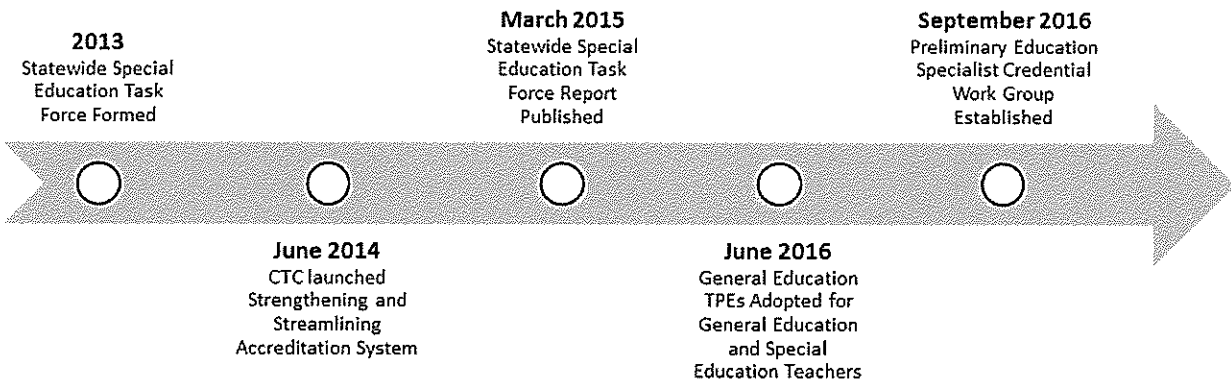 2013
Statewide Special
Education Task
Force Formed
June 2014
CTC launched
Strengthening and
Streamlining
Accreditation System
March 2015
Statewide Special
Education Task
Force Report
Published
June 2016
General Education
TPEs Adopted for
General Education
and Special
Education Teachers
September 2016
Preliminary Education
Specialist Credential
Work Group
Established